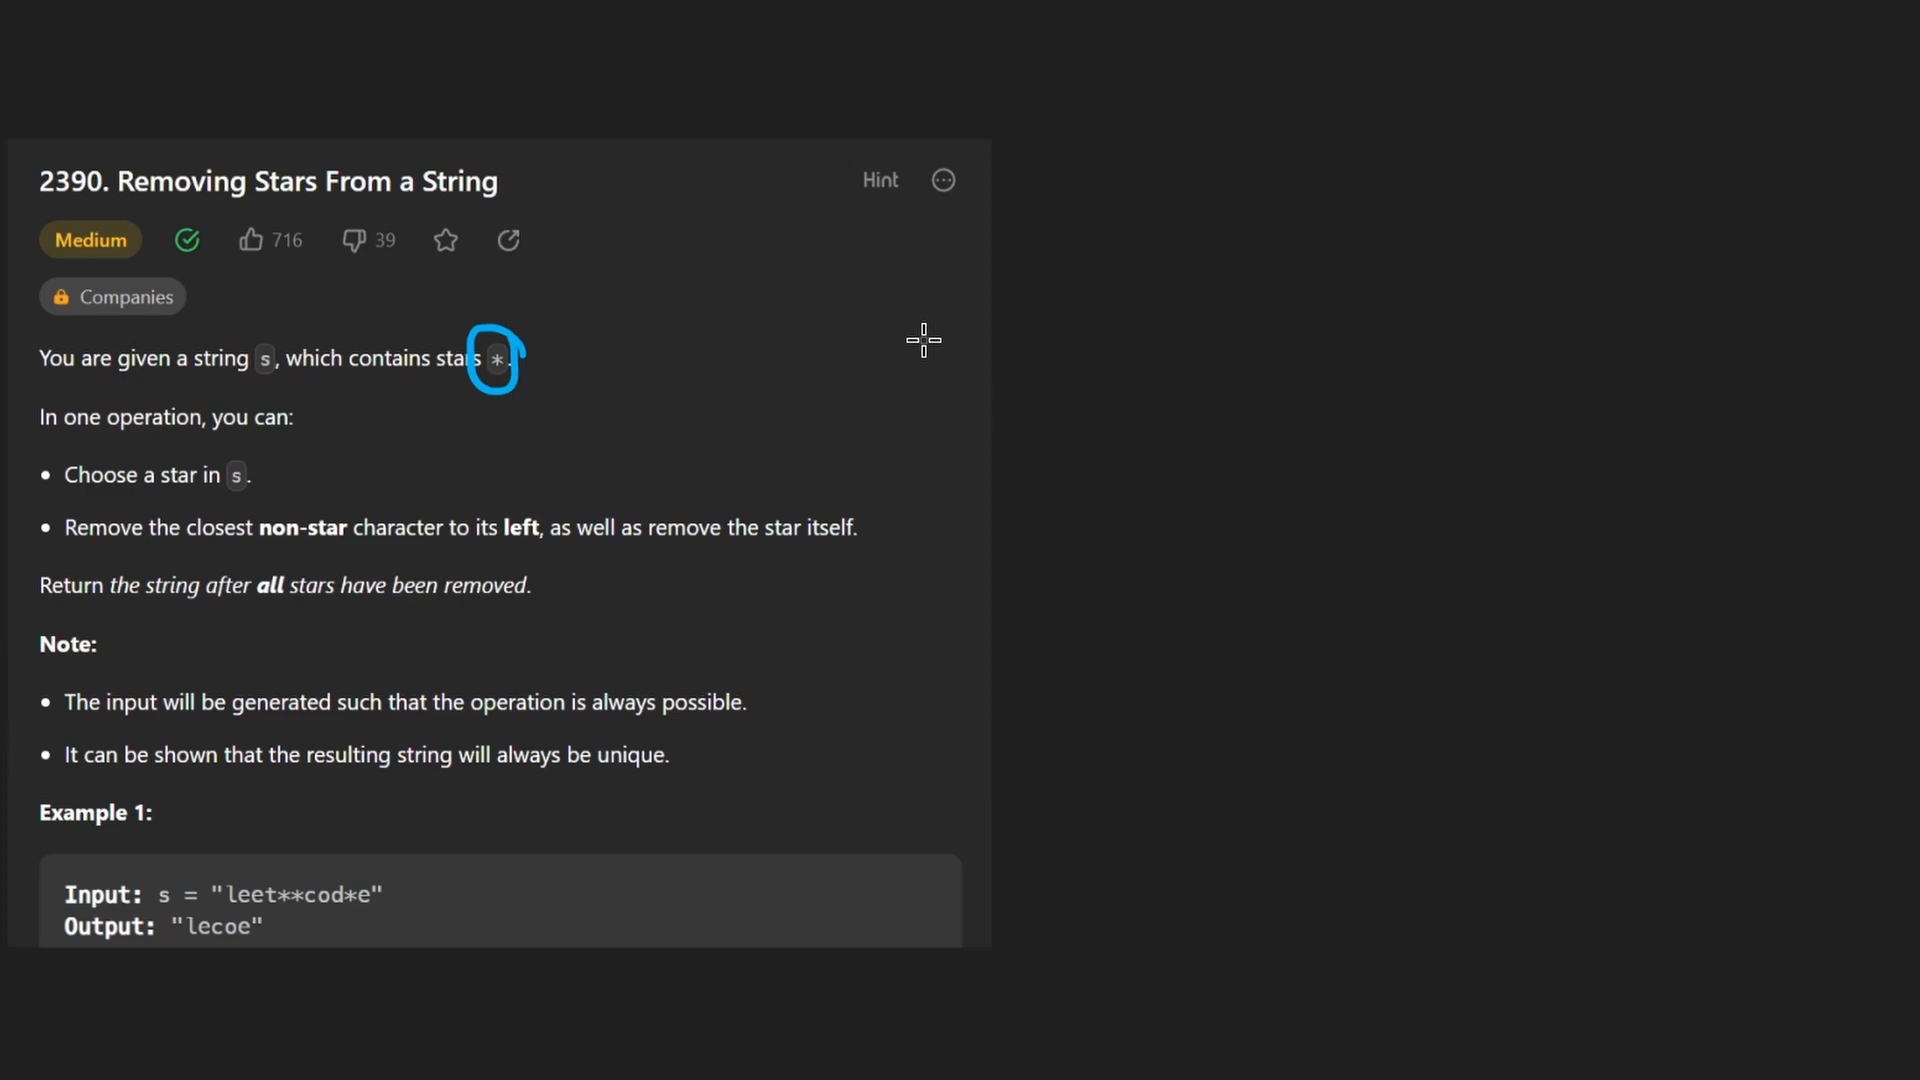 2390. Removing Stars From a String
Hint
Medium
716
39
Companies
You are given a string s, which contains stars *.
In one operation, you can:
• Choose a star in s.
• Remove the closest non-star character to its left, as well as remove the star itself.
Return the string after all stars have been removed.
Note:
• The input will be generated such that the operation is always possible.
• It can be shown that the resulting string will always be unique.
Example 1:
Input: s = "leet**cod*e"
Output: "lecoe"